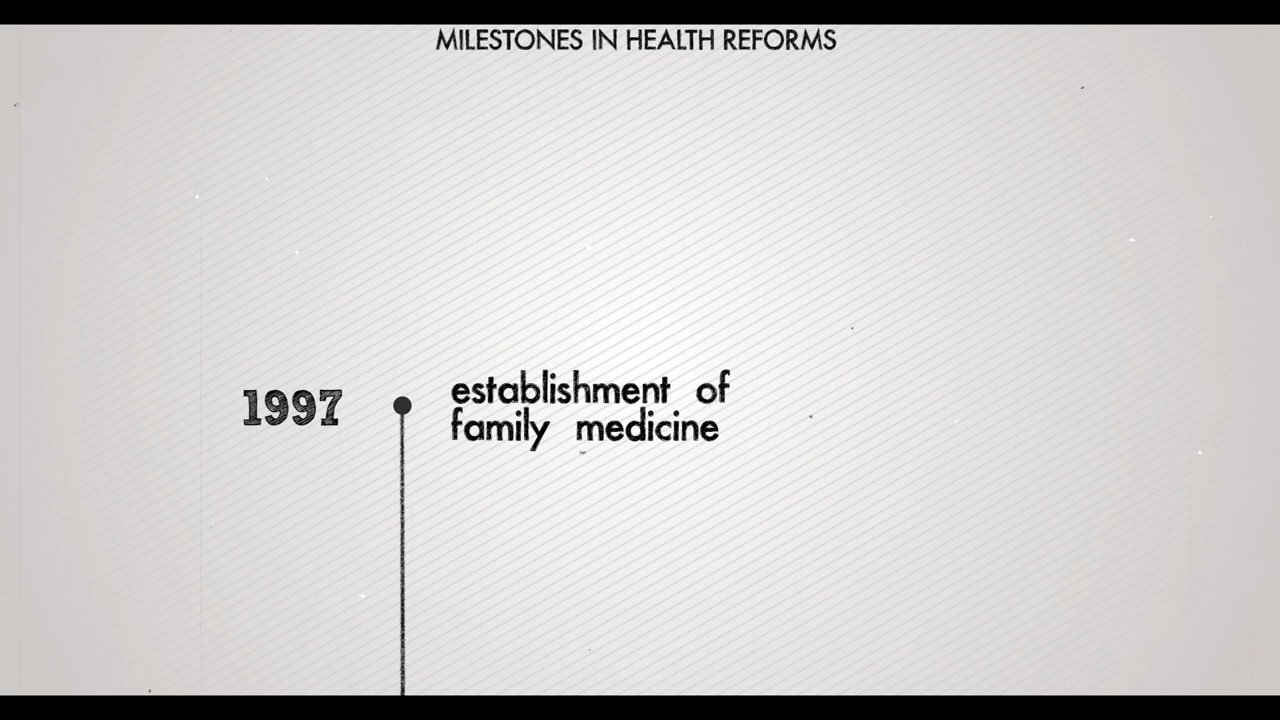 MILESTONES IN HEALTH REFORMS
1997
establishment of
family medicine